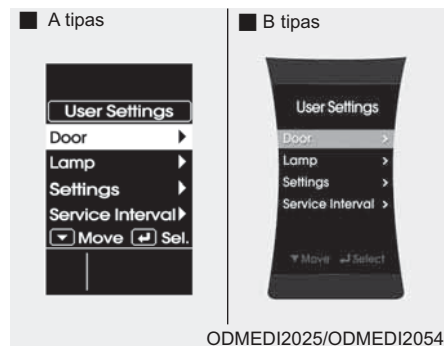 A tipas
User Settings
Door
Lamp
Settings
Service Interval
Move Sel.
B tipas
User Settings
Door
Lamp
Settings
Service Interval
Move Select
ODMEDI2025/ODMEDI2054